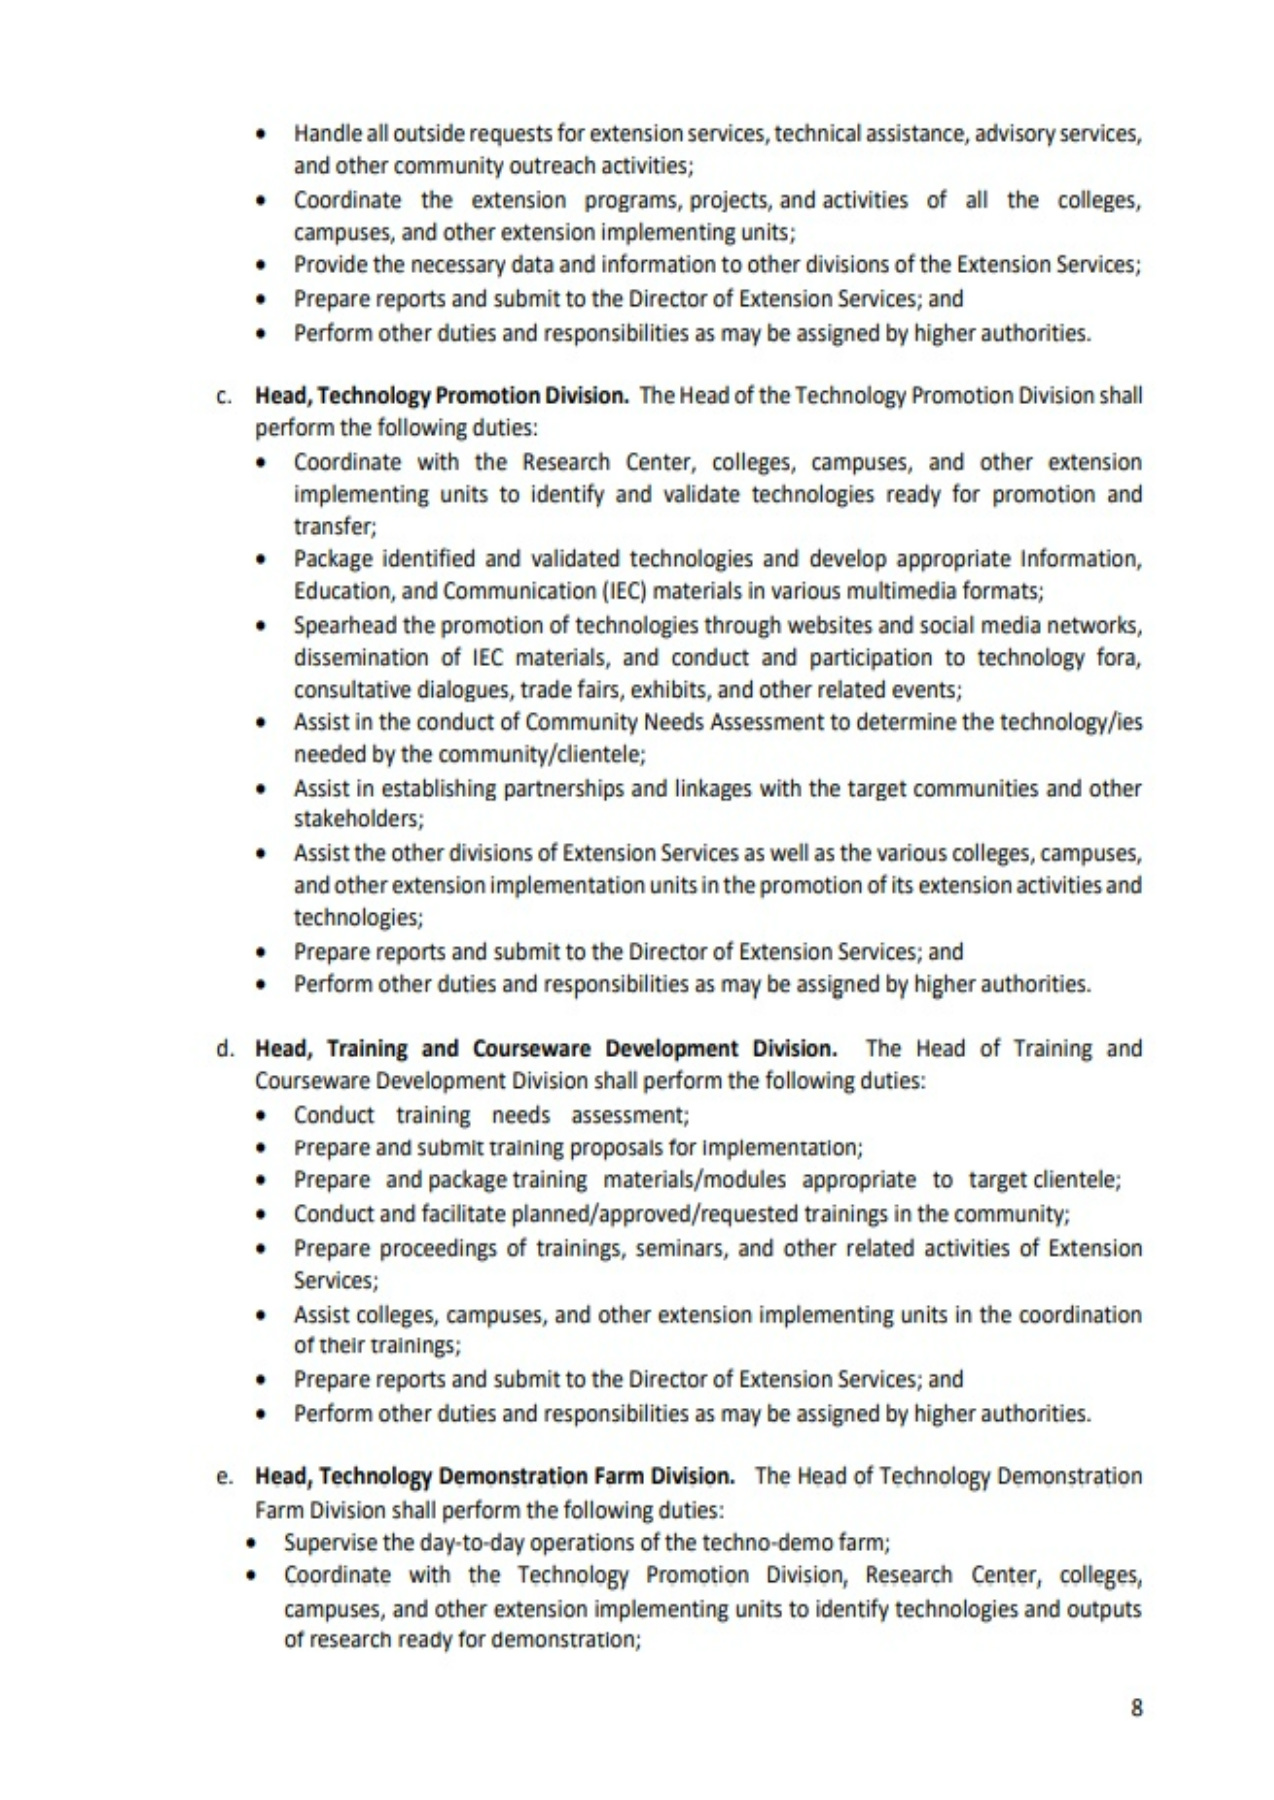 • Handle all outside requests for extension services, technical assistance, advisory services,
and other community outreach activities;
• Coordinate the extension programs, projects, and activities of all the colleges,
campuses, and other extension implementing units;
• Provide the necessary data and information to other divisions of the Extension Services;
• Prepare reports and submit to the Director of Extension Services; and
• Perform other duties and responsibilities as may be assigned by higher authorities.
c. Head, Technology Promotion Division. The Head of the Technology Promotion Division shall
perform the following duties:
• Coordinate with the Research Center, colleges, campuses, and other extension
implementing units to identify and validate technologies ready for promotion and
transfer;
• Package identified and validated technologies and develop appropriate Information,
Education, and Communication (IEC) materials in various multimedia formats;
• Spearhead the promotion of technologies through websites and social media networks,
dissemination of IEC materials, and conduct and participation to technology fora,
consultative dialogues, trade fairs, exhibits, and other related events;
• Assist in the conduct of Community Needs Assessment to determine the technology/ies
needed by the community/clientele;
• Assist in establishing partnerships and linkages with the target communities and other
stakeholders;
• Assist the other divisions of Extension Services as well as the various colleges, campuses,
and other extension implementation units in the promotion of its extension activities and
technologies;
• Prepare reports and submit to the Director of Extension Services; and
• Perform other duties and responsibilities as may be assigned by higher authorities.
d. Head, Training and Courseware Development Division. The Head of Training and
Courseware Development Division shall perform the following duties:
• Conduct training needs assessment;
• Prepare and submit training proposals for implementation;
• Prepare and package training materials/modules appropriate to target clientele;
• Conduct and facilitate planned/approved/requested trainings in the community;
• Prepare proceedings of trainings, seminars, and other related activities of Extension
Services;
• Assist colleges, campuses, and other extension implementing units in the coordination
of their trainings;
• Prepare reports and submit to the Director of Extension Services; and
• Perform other duties and responsibilities as may be assigned by higher authorities.
e. Head, Technology Demonstration Farm Division. The Head of Technology Demonstration
Farm Division shall perform the following duties:
• Supervise the day-to-day operations of the techno-demo farm;
• Coordinate with the Technology Promotion Division, Research Center, colleges,
campuses, and other extension implementing units to identify technologies and outputs
of research ready for demonstration;
8